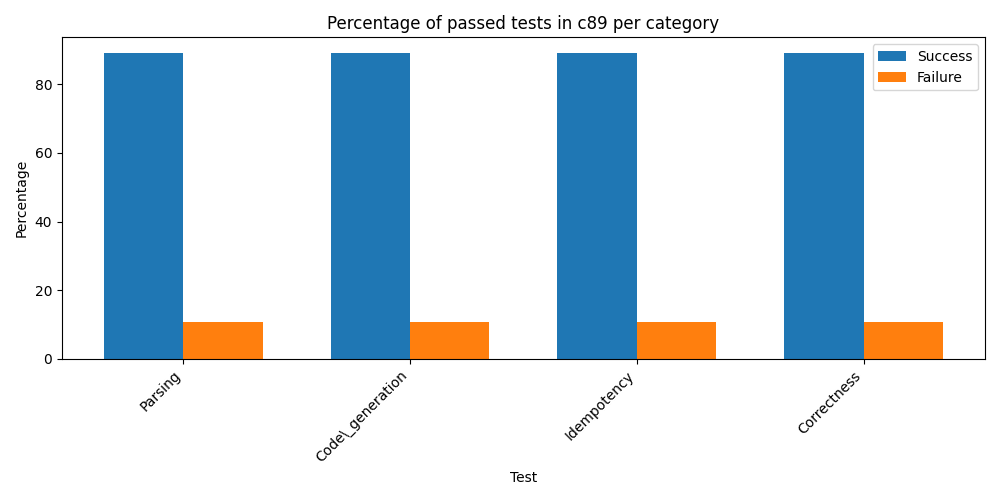 Percentage of passed tests in c89 per category
Success
Failure
Percentage
80
60
40
20
0
Parsing
Code\_generation
Idempotency
Correctness
Test